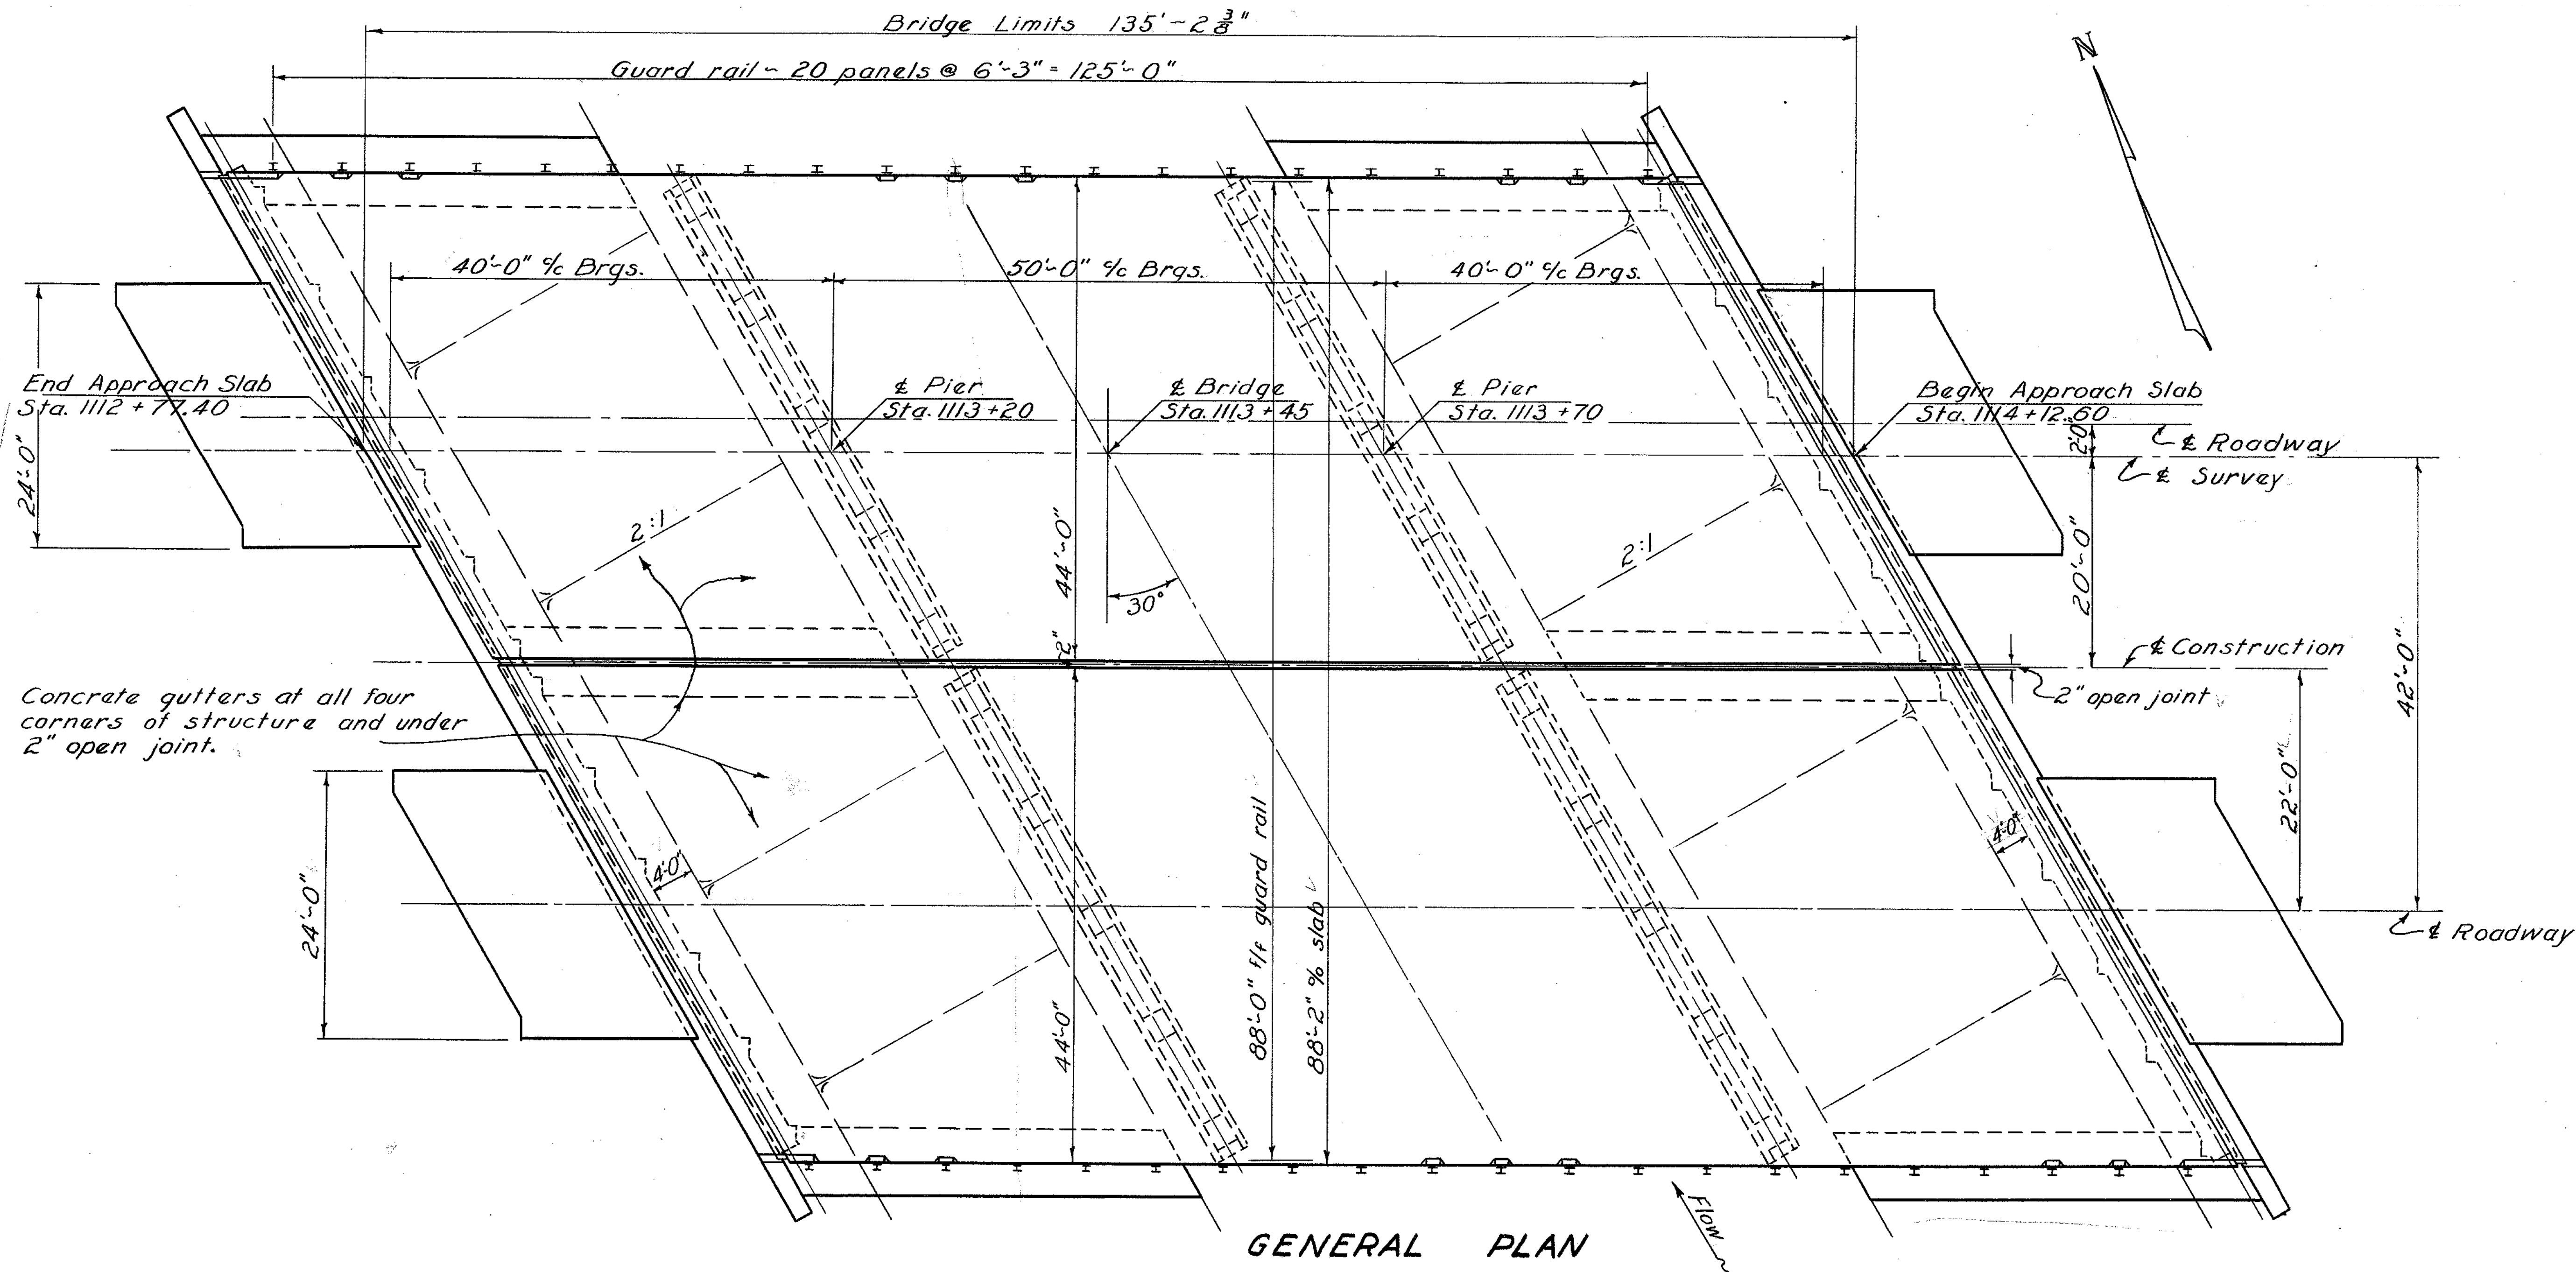 Bridge Limits 135'-2 3/8"
Guard rail - 20 panels @ 6'-3" = 125'-0"
N
40'-0" c/c Brgs.
50'-0" c/c Brgs.
40'-0" c/c Brgs.
24'-0"
End Approach Slab
Sta. 1112 + 77.40
℄ Pier
Sta. 1113 + 20
℄ Bridge
Sta. 1113 + 45
℄ Pier
Sta. 1113 + 70
Begin Approach Slab
Sta. 1114 + 12.60
2'-0"
℄ Roadway
℄ Survey
2:1
44'-0"
30°
2:1
20'-0"
42'-0"
2"
℄ Construction
2" open joint
Concrete gutters at all four
corners of structure and under
2" open joint.
22'-0"
4'-0"
4'-0"
24'-0"
44'-0"
88'-0" f/f guard rail
88'-2" o/o slab
℄ Roadway
Flow
GENERAL PLAN